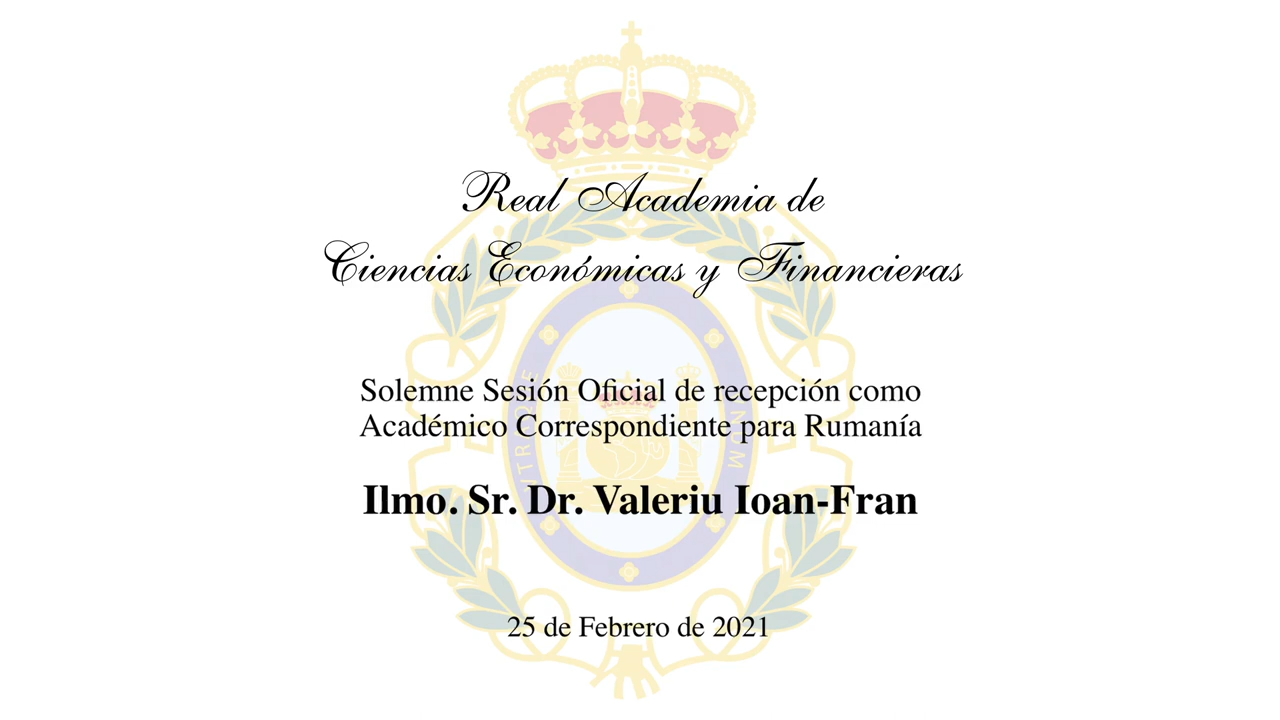 Real Academia de
Ciencias Económicas y Financieras
Solemne Sesión Oficial de recepción como
Académico Correspondiente para Rumanía
Ilmo. Sr. Dr. Valeriu Ioan-Fran
25 de Febrero de 2021